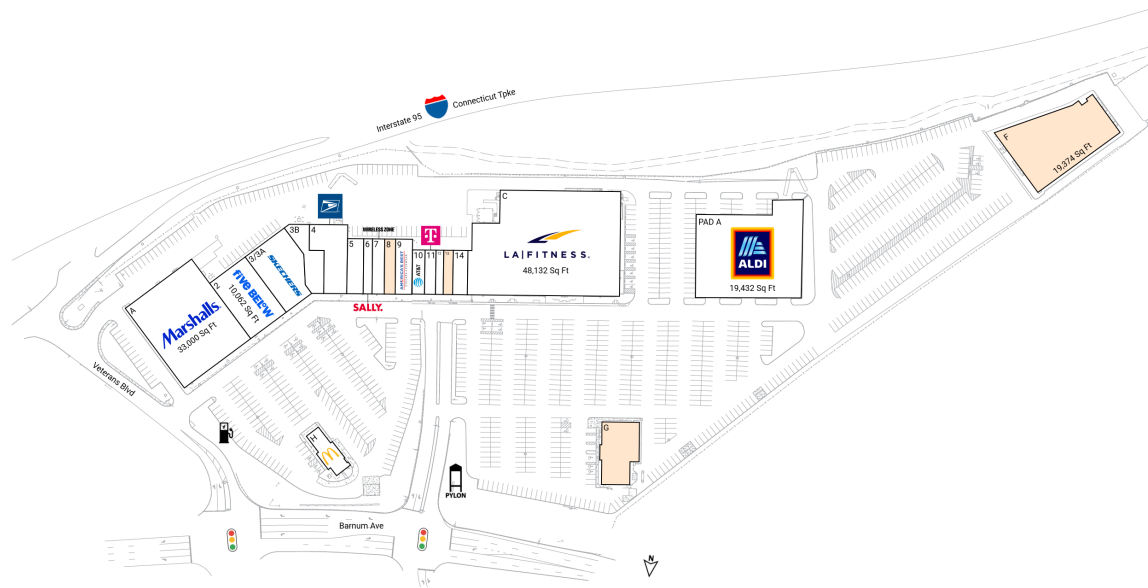 Interstate 95
Connecticut Tpke
F
19,374 Sq Ft
C
LA|FITNESS.
48,132 Sq Ft
PAD A
ALDI
19,432 Sq Ft
WIRELESS ZONE
T
3B
4
5
6
7
8
9
AMERICA'S BEST
10
AT&T
11
14
SALLY.
3/3A
SKECHERS
2
five BELOW
10,062 Sq Ft
A
Marshalls
33,000 Sq Ft
Veterans Blvd
H
G
PYLON
Barnum Ave
N